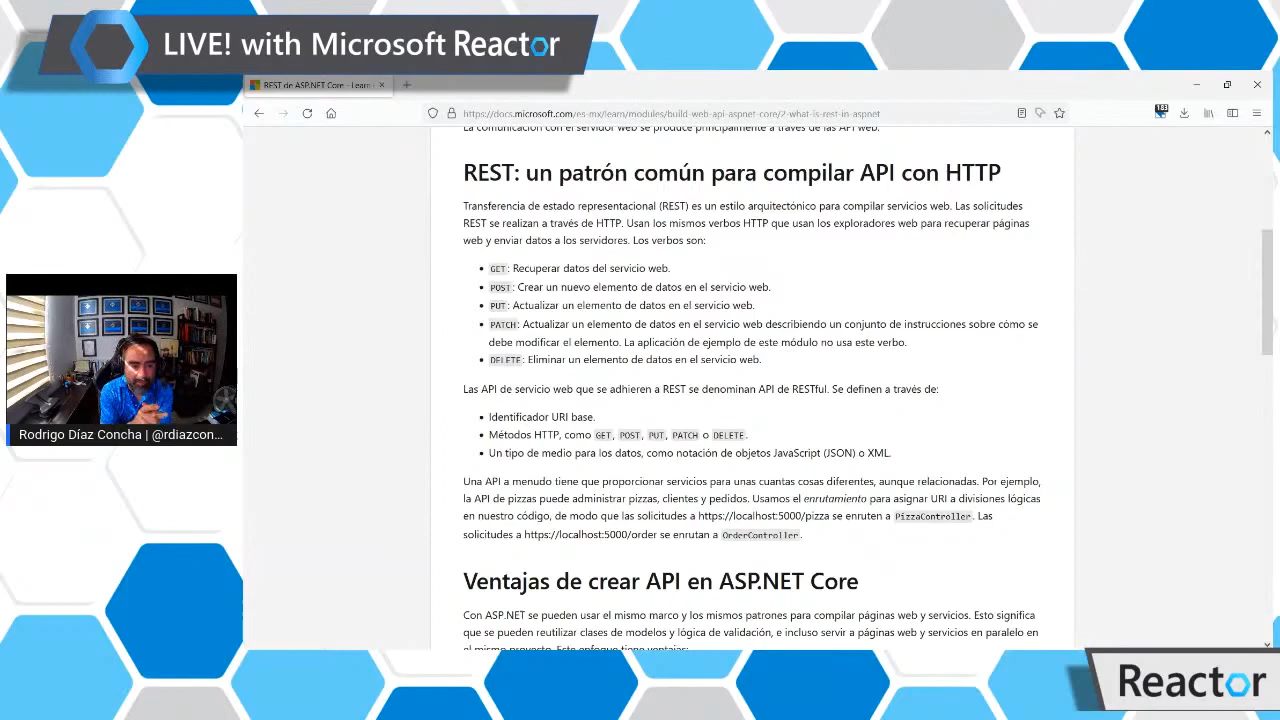 LIVE! with Microsoft Reactor
REST de ASP.NET Core - Learn
https://docs.microsoft.com/es-mx/learn/modules/build-web-api-aspnet-core/2-what-is-rest-in-aspnet
183
La comunicación con el servidor web se produce principalmente a través de las API web.
REST: un patrón común para compilar API con HTTP
Transferencia de estado representacional (REST) es un estilo arquitectónico para compilar servicios web. Las solicitudes
REST se realizan a través de HTTP. Usan los mismos verbos HTTP que usan los exploradores web para recuperar páginas
web y enviar datos a los servidores. Los verbos son:
• GET: Recuperar datos del servicio web.
• POST: Crear un nuevo elemento de datos en el servicio web.
• PUT: Actualizar un elemento de datos en el servicio web.
• PATCH: Actualizar un elemento de datos en el servicio web describiendo un conjunto de instrucciones sobre cómo se
debe modificar el elemento. La aplicación de ejemplo de este módulo no usa este verbo.
• DELETE: Eliminar un elemento de datos en el servicio web.
Las API de servicio web que se adhieren a REST se denominan API de RESTful. Se definen a través de:
• Identificador URI base.
• Métodos HTTP, como GET, POST, PUT, PATCH o DELETE.
• Un tipo de medio para los datos, como notación de objetos JavaScript (JSON) o XML.
Una API a menudo tiene que proporcionar servicios para unas cuantas cosas diferentes, aunque relacionadas. Por ejemplo,
la API de pizzas puede administrar pizzas, clientes y pedidos. Usamos el enrutamiento para asignar URI a divisiones lógicas
en nuestro código, de modo que las solicitudes a https://localhost:5000/pizza se enruten a PizzaController. Las
solicitudes a https://localhost:5000/order se enrutan a OrderController.
Ventajas de crear API en ASP.NET Core
Con ASP.NET se pueden usar el mismo marco y los mismos patrones para compilar páginas web y servicios. Esto significa
que se pueden reutilizar clases de modelos y lógica de validación, e incluso servir a páginas web y servicios en paralelo en
el mismo proyecto. Este enfoque tiene ventajas:
Rodrigo Díaz Concha | @rdiazcon...
Reactor